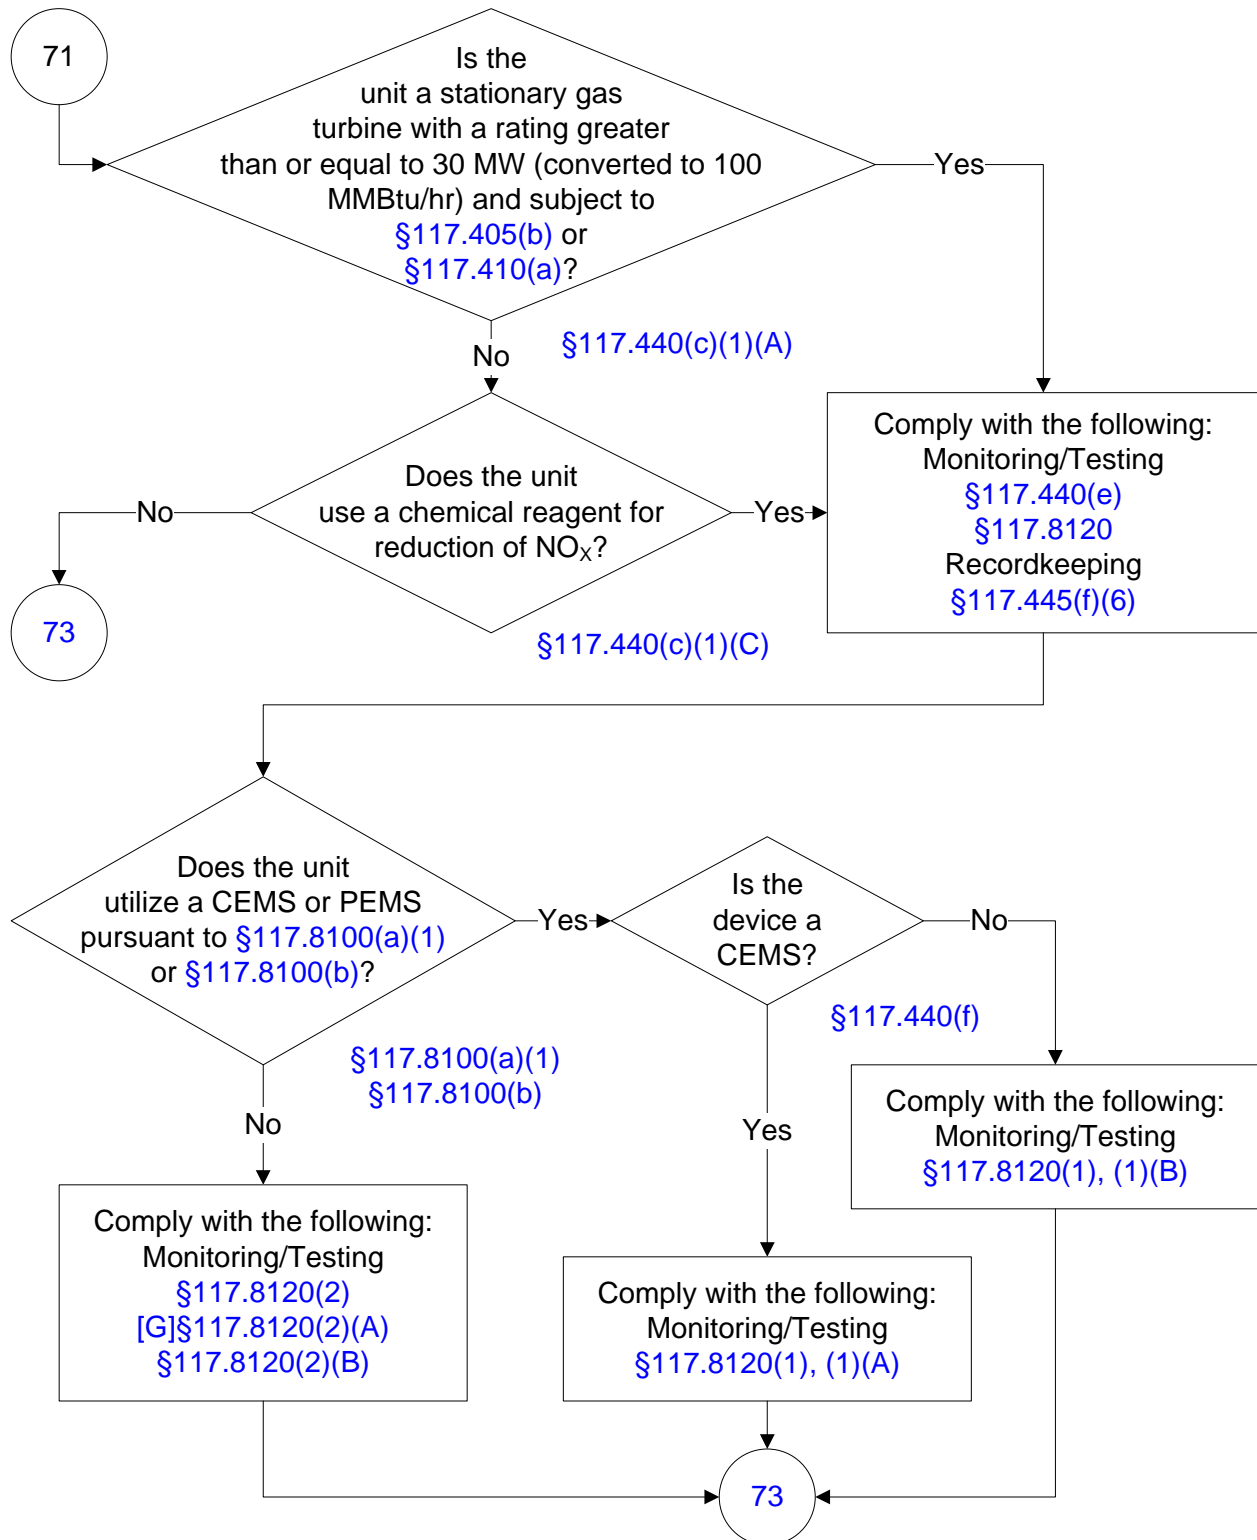 71
Is the
unit a stationary gas
turbine with a rating greater
than or equal to 30 MW (converted to 100
MMBtu/hr) and subject to
§117.405(b) or
§117.410(a)?
Yes
No
§117.440(c)(1)(A)
Does the unit
use a chemical reagent for
reduction of NOX?
No
Yes
73
§117.440(c)(1)(C)
Comply with the following:
Monitoring/Testing
§117.440(e)
§117.8120
Recordkeeping
§117.445(f)(6)
Does the unit
utilize a CEMS or PEMS
pursuant to §117.8100(a)(1)
or §117.8100(b)?
Yes
§117.8100(a)(1)
§117.8100(b)
No
Is the
device a
CEMS?
No
§117.440(f)
Yes
Comply with the following:
Monitoring/Testing
§117.8120(1), (1)(B)
Comply with the following:
Monitoring/Testing
§117.8120(2)
[G]§117.8120(2)(A)
§117.8120(2)(B)
Comply with the following:
Monitoring/Testing
§117.8120(1), (1)(A)
73